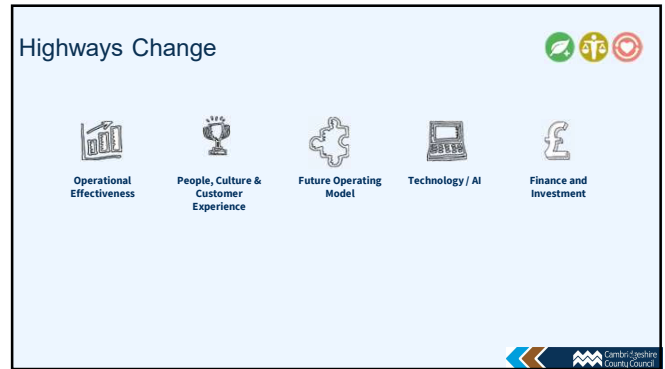 Highways Change
Operational
Effectiveness
People, Culture &
Customer
Experience
Future Operating
Model
Technology / AI
Finance and
Investment
Cambridgeshire
County Council